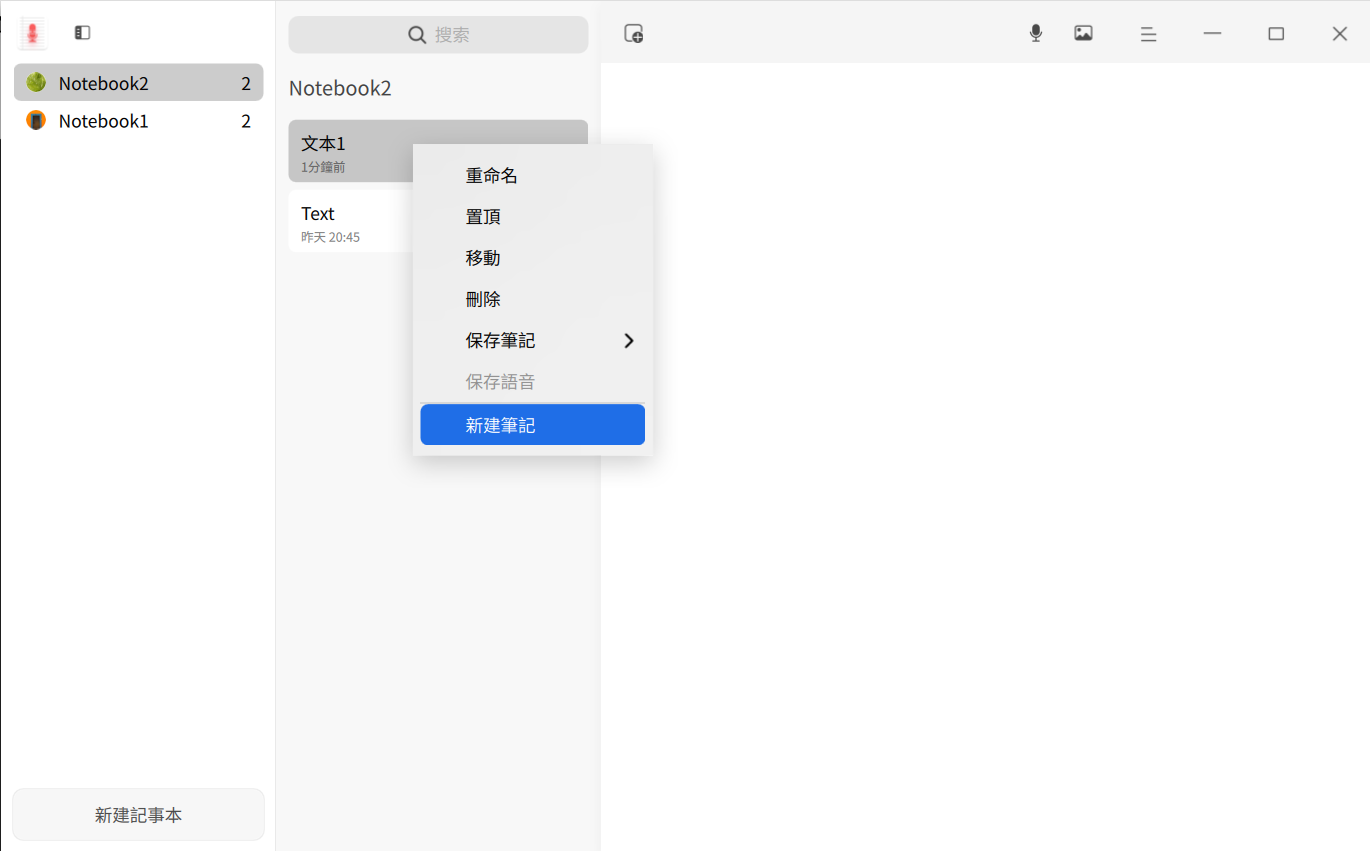 Notebook2 2
Notebook1 2
新建記事本
搜索
Notebook2
文本1
1分鐘前
Text
昨天 20:45
重命名
置頂
移動
刪除
保存筆記
保存語音
新建筆記